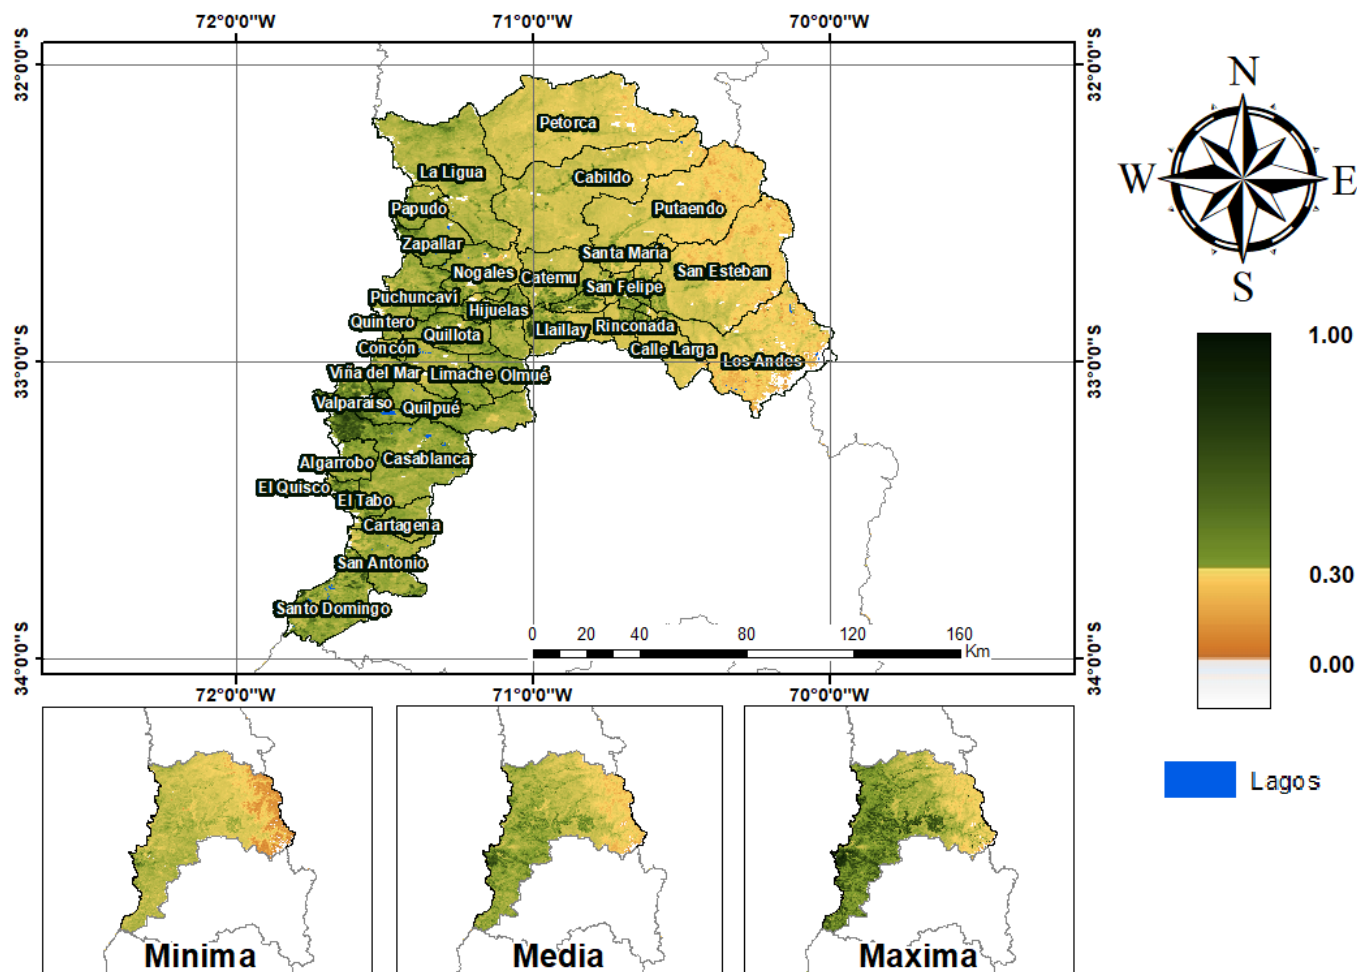 72°0'0"W
71°0'0"W
70°0'0"W
32°0'0"S
32°0'0"S
33°0'0"S
33°0'0"S
34°0'0"S
34°0'0"S
Petorca
La Ligua
Cabildo
Papudo
Putaendo
Zapallar
Santa María
Nogales
Catemu
San Esteban
San Felipe
Puchuncaví
Hijuelas
Quintero
Quillota
Llaillay
Rinconada
Concón
Calle Larga
Los Andes
Viña del Mar
Limache
Olmué
Valparaíso
Quilpué
Algarrobo
Casablanca
El Quisco
El Tabo
Cartagena
San Antonio
Santo Domingo
0 20 40 80 120 160
Km
72°0'0"W
71°0'0"W
70°0'0"W
N
W
E
S
1.00
0.30
0.00
Lagos
Minima
Media
Maxima